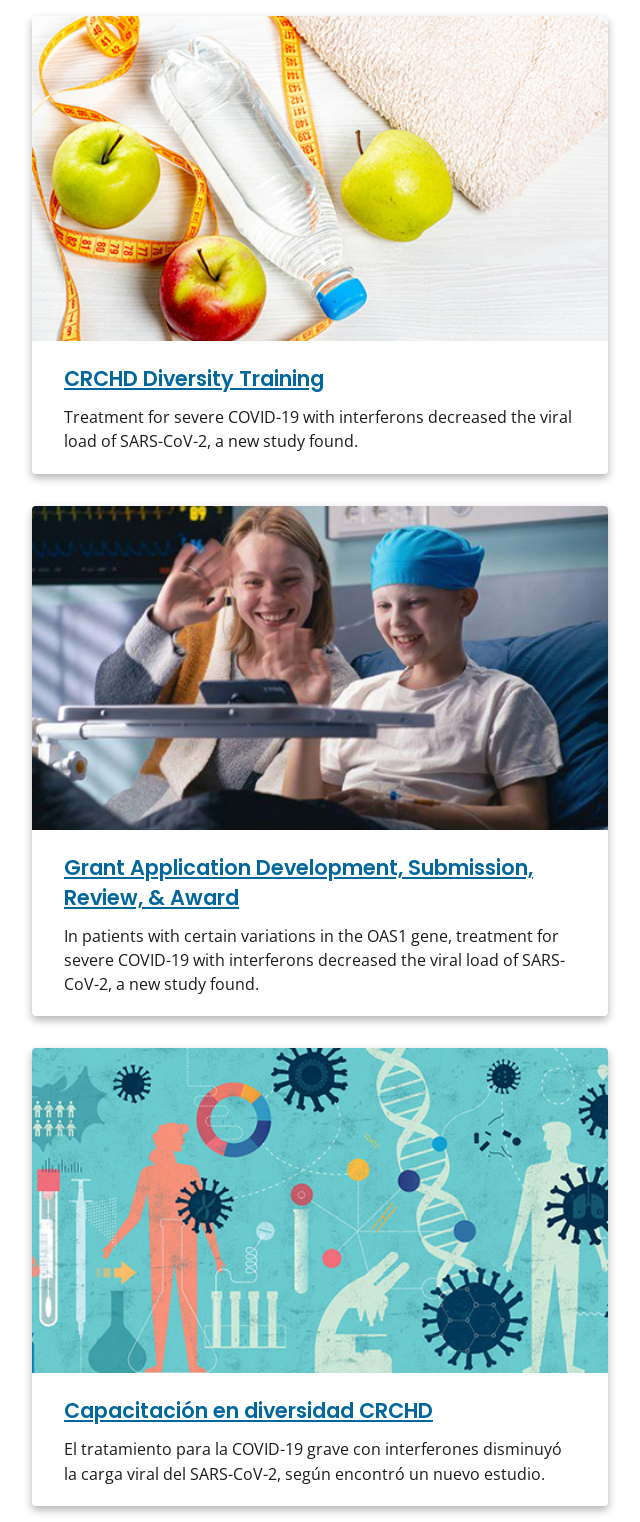 CRCHD Diversity Training
Treatment for severe COVID-19 with interferons decreased the viral
load of SARS-CoV-2, a new study found.
Grant Application Development, Submission,
Review, & Award
In patients with certain variations in the OAS1 gene, treatment for
severe COVID-19 with interferons decreased the viral load of SARS-
CoV-2, a new study found.
Capacitación en diversidad CRCHD
El tratamiento para la COVID-19 grave con interferones disminuyó
la carga viral del SARS-CoV-2, según encontró un nuevo estudio.